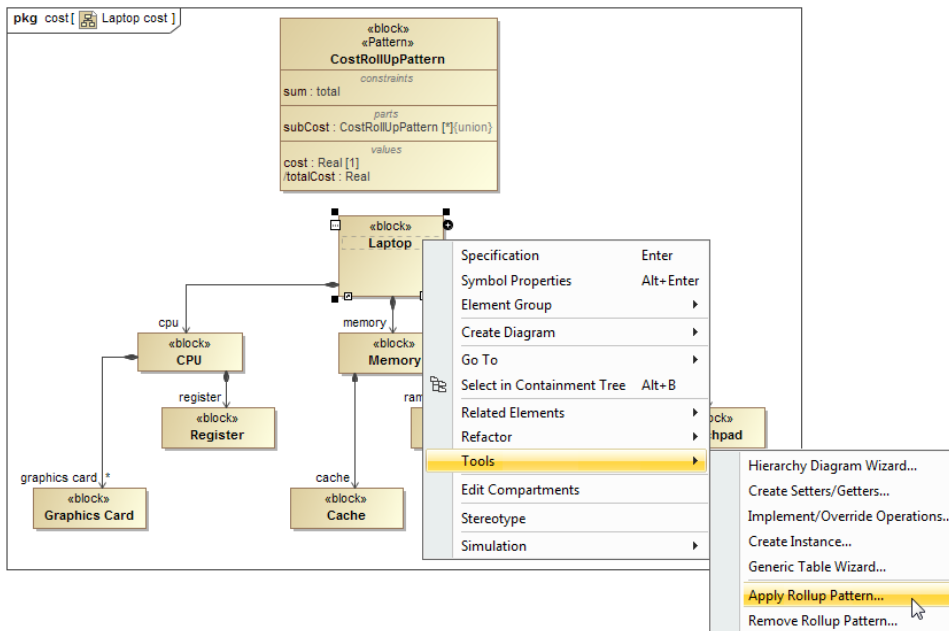 pkg cost[ Laptop cost ]
«block»
«Pattern»
CostRollUpPattern
constraints
sum : total
parts
subCost : CostRollUpPattern [*]{union}
values
cost : Real [1]
/totalCost : Real
«block»
Laptop
cpu
memory
«block»
CPU
«block»
Memory
register
ram
«block»
Register
ock»
hpad
graphics card
*
cache
«block»
Graphics Card
«block»
Cache
Specification Enter
Symbol Properties Alt+Enter
Element Group
Create Diagram
Go To
Select in Containment Tree Alt+B
Related Elements
Refactor
Tools
Edit Compartments
Stereotype
Simulation
Hierarchy Diagram Wizard...
Create Setters/Getters...
Implement/Override Operations...
Create Instance...
Generic Table Wizard...
Apply Rollup Pattern...
Remove Rollup Pattern...